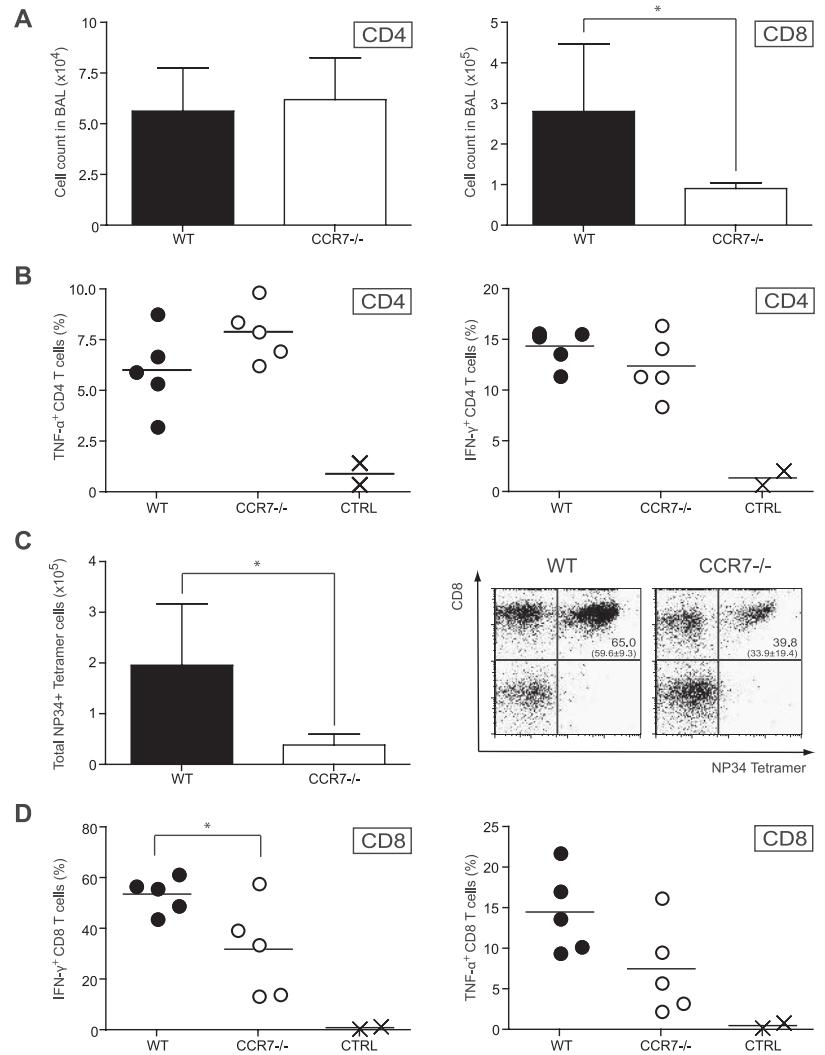 A
CD4
Cell count in BAL (x10⁴)
10
7.5
5.0
2.5
0
WT
CCR7-/-
CD8
*
Cell count in BAL (x10⁵)
5
4
3
2
1
0
WT
CCR7-/-
B
CD4
TNF-α⁺ CD4 T cells (%)
10.0
7.5
5.0
2.5
0
WT
CCR7-/-
CTRL
CD4
IFN-γ⁺ CD4 T cells (%)
20
15
10
5
0
WT
CCR7-/-
CTRL
C
*
Total NP34+ Tetramer cells (x10⁵)
4
3
2
1
0
WT
CCR7-/-
WT
CCR7-/-
CD8
65.0
(59.6±9.3)
39.8
(33.9±19.4)
NP34 Tetramer
D
CD8
*
IFN-γ⁺ CD8 T cells (%)
80
60
40
20
0
WT
CCR7-/-
CTRL
CD8
TNF-α⁺ CD8 T cells (%)
25
20
15
10
5
0
WT
CCR7-/-
CTRL